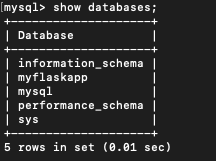 [mysql> show databases;
+--------------------+
| Database           |
+--------------------+
| information_schema |
| myflaskapp         |
| mysql              |
| performance_schema |
| sys                |
+--------------------+
5 rows in set (0.01 sec)